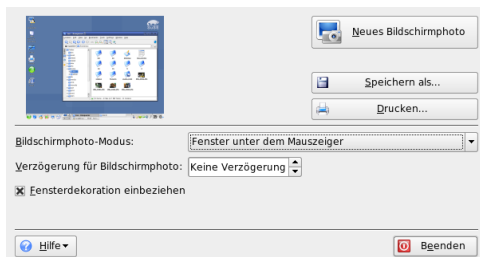 Neues Bildschirmphoto
Speichern als...
Drucken...
Bildschirmphoto-Modus:
Fenster unter dem Mauszeiger
Verzögerung für Bildschirmphoto:
Keine Verzögerung
Fensterdekoration einbeziehen
Hilfe
Beenden